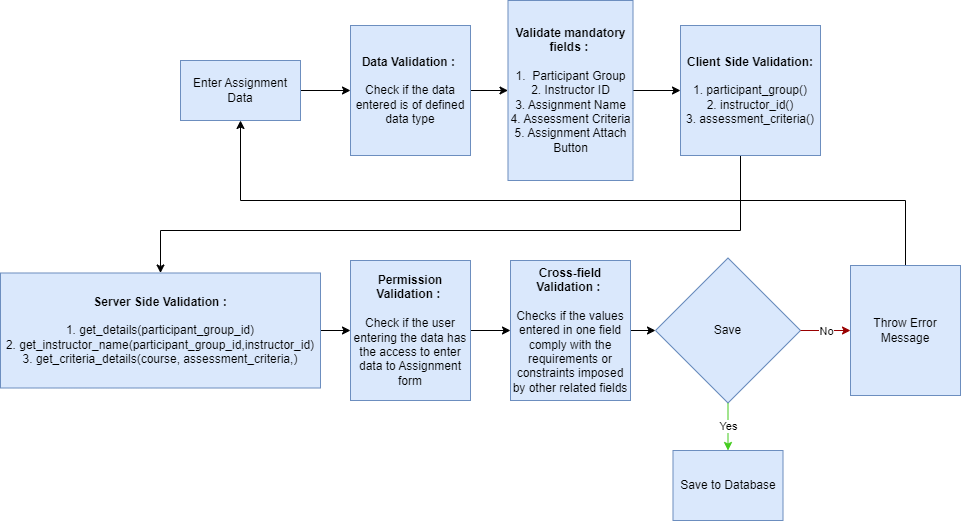 Enter Assignment
Data
Data Validation :
Check if the data
entered is of defined
data type
Validate mandatory
fields :
1. Participant Group
2. Instructor ID
3. Assignment Name
4. Assessment Criteria
5. Assignment Attach
Button
Client Side Validation:
1. participant_group()
2. instructor_id()
3. assessment_criteria()
Server Side Validation :
1. get_details(participant_group_id)
2. get_instructor_name(participant_group_id,instructor_id)
3. get_criteria_details(course, assessment_criteria,)
Permission
Validation :
Check if the user
entering the data has
the access to enter
data to Assignment
form
Cross-field
Validation :
Checks if the values
entered in one field
comply with the
requirements or
constraints imposed
by other related fields
Save
No
Throw Error
Message
Yes
Save to Database